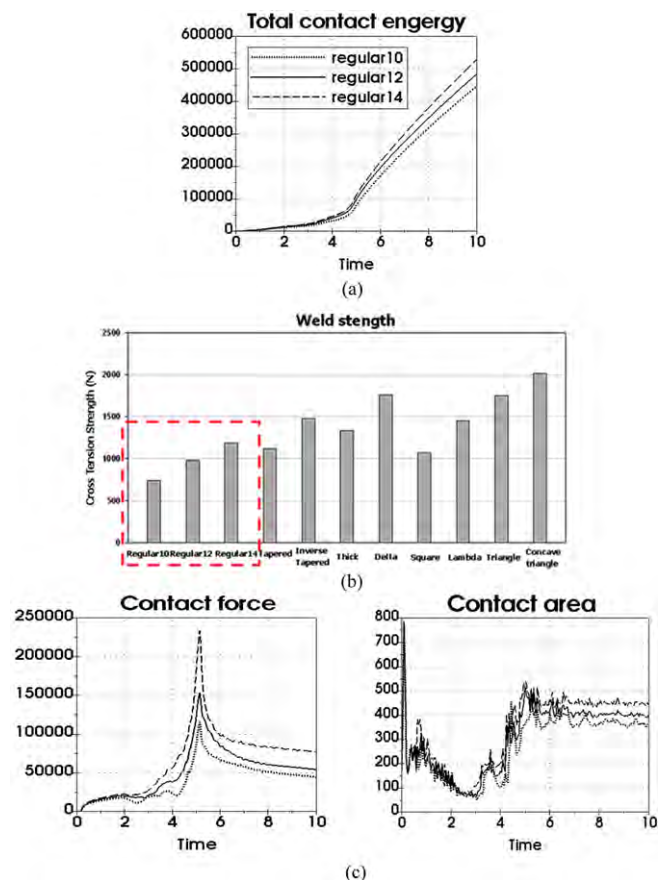 Total contact engergy
600000
500000
400000
300000
200000
100000
0
regular10
regular12
regular14
0 2 4 6 8 10
Time
(a)
Weld stength
Cross Tension Strength (N)
2500
2000
1500
1000
500
0
Regular10 Regular12 Regular14 Tapered Inverse Tapered Thick Delta Square Lambda Triangle Concave triangle
(b)
Contact force
250000
200000
150000
100000
50000
0
0 2 4 6 8 10
Time
Contact area
800
700
600
500
400
300
200
100
0
0 2 4 6 8 10
Time
(c)